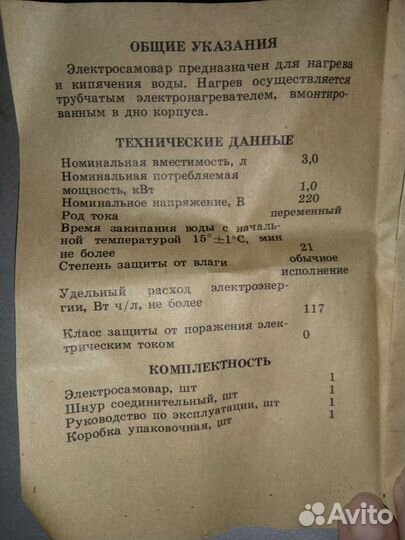 ОБЩИЕ УКАЗАНИЯ
Электросамовар предназначен для нагрева
и кипячения воды. Нагрев осуществляется
трубчатым электронагревателем, вмонтиро-
ванным в дно корпуса.
ТЕХНИЧЕСКИЕ ДАННЫЕ
Номинальная вместимость, л 3,0
Номинальная потребляемая
мощность, кВт 1,0
Номинальное напряжение, В 220
Род тока переменный
Время закипания воды с началь-
ной температурой 15°±1°С, мин
не более 21
Степень защиты от влаги обычное
исполнение
Удельный расход электроэнер-
гии, Вт ч/л, не более 117
Класс защиты от поражения элек-
трическим током 0
КОМПЛЕКТНОСТЬ
Электросамовар, шт 1
Шнур соединительный, шт 1
Руководство по эксплуатации, шт 1
Коробка упаковочная, шт 1
Avito